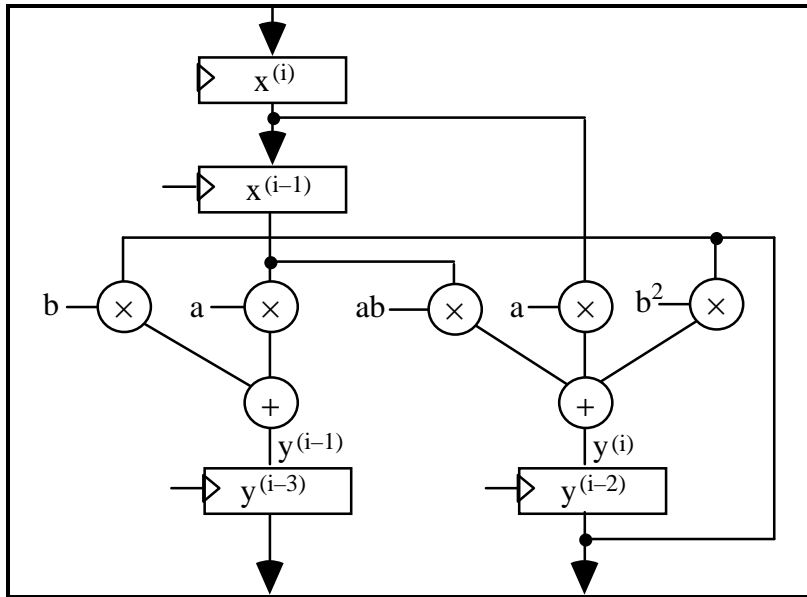 x(i)
x(i–1)
b × a × ab × a × b2 ×
+ +
y(i–1) y(i)
y(i–3) y(i–2)